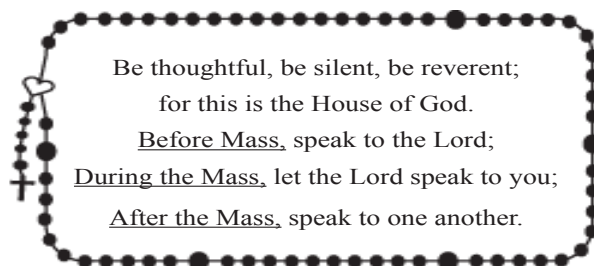 Be thoughtful, be silent, be reverent;
for this is the House of God.
Before Mass, speak to the Lord;
During the Mass, let the Lord speak to you;
After the Mass, speak to one another.